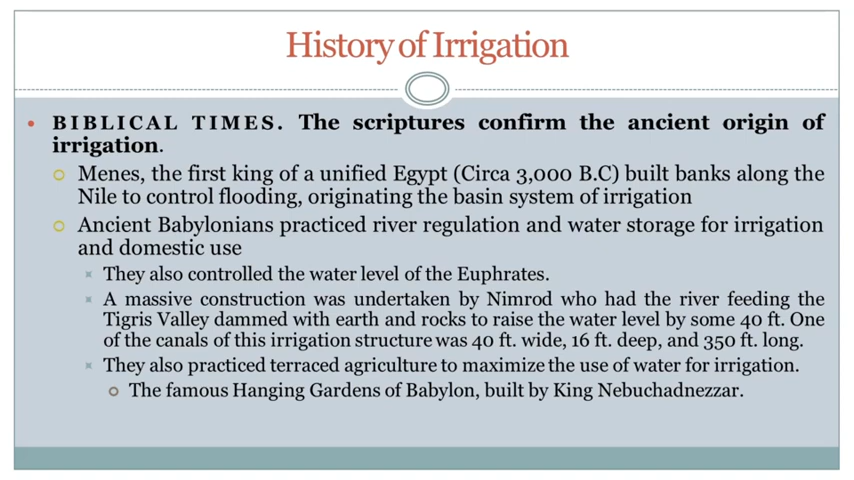 History of Irrigation
• BIBLICAL TIMES. The scriptures confirm the ancient origin of
irrigation.
Menes, the first king of a unified Egypt (Circa 3,000 B.C) built banks along the
Nile to control flooding, originating the basin system of irrigation
Ancient Babylonians practiced river regulation and water storage for irrigation
and domestic use
They also controlled the water level of the Euphrates.
A massive construction was undertaken by Nimrod who had the river feeding the
Tigris Valley dammed with earth and rocks to raise the water level by some 40 ft. One
of the canals of this irrigation structure was 40 ft. wide, 16 ft. deep, and 350 ft. long.
They also practiced terraced agriculture to maximize the use of water for irrigation.
The famous Hanging Gardens of Babylon, built by King Nebuchadnezzar.